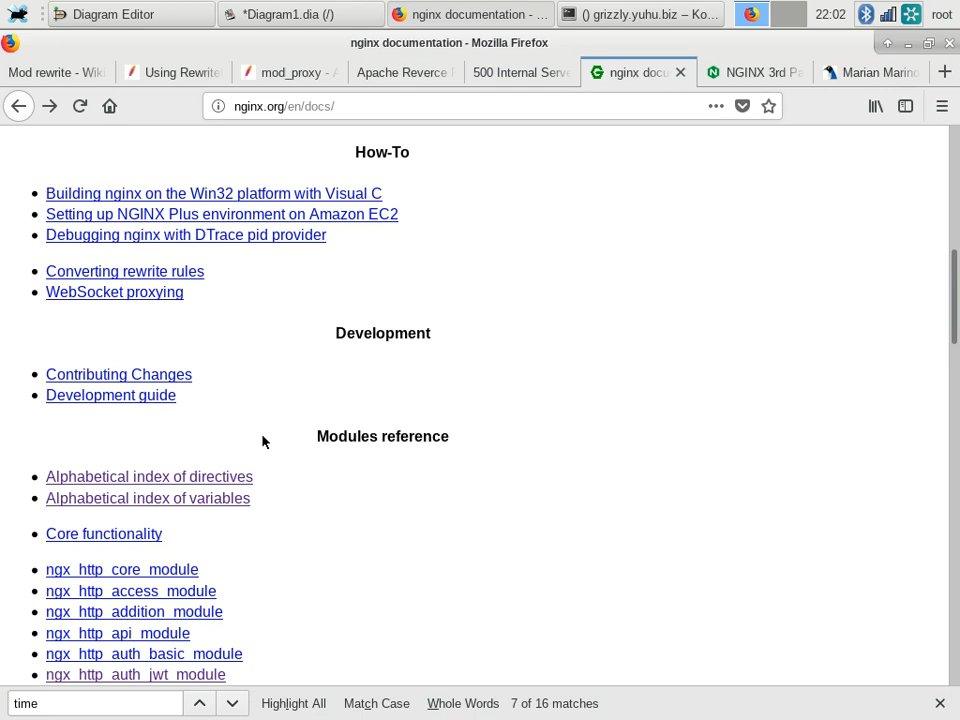 Diagram Editor
*Diagram1.dia (/)
nginx documentation - ...
() grizzly.yuhu.biz – Ko...
22:02
root
nginx documentation - Mozilla Firefox
Mod rewrite - Wiki
Using Rewrite
mod_proxy - A
Apache Reverce P
500 Internal Serve
nginx docu
NGINX 3rd Pa
Marian Marino
nginx.org/en/docs/
How-To
Building nginx on the Win32 platform with Visual C
Setting up NGINX Plus environment on Amazon EC2
Debugging nginx with DTrace pid provider
Converting rewrite rules
WebSocket proxying
Development
Contributing Changes
Development guide
Modules reference
Alphabetical index of directives
Alphabetical index of variables
Core functionality
ngx_http_core_module
ngx_http_access_module
ngx_http_addition_module
ngx_http_api_module
ngx_http_auth_basic_module
ngx_http_auth_jwt_module
time
Highlight All
Match Case
Whole Words
7 of 16 matches